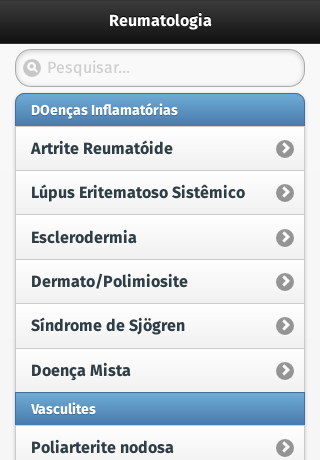 Reumatologia
Pesquisar...
DOenças Inflamatórias
Artrite Reumatóide
Lúpus Eritematoso Sistêmico
Esclerodermia
Dermato/Polimiosite
Síndrome de Sjögren
Doença Mista
Vasculites
Poliarterite nodosa